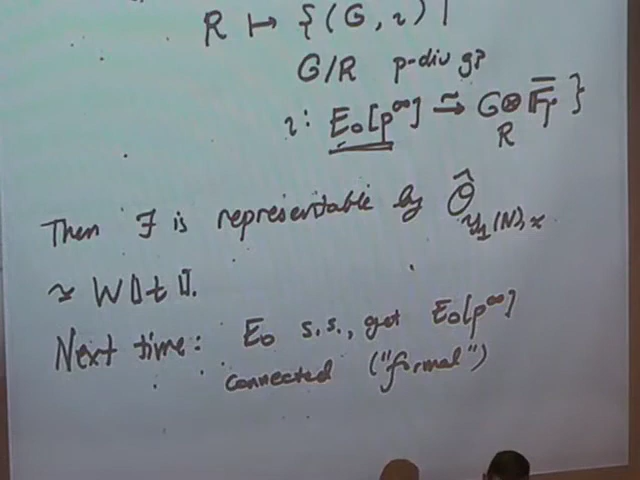 R ↦ { (G, ι) |
G/R p-div gp
ι : E₀[p^∞] ⥲ G ⊗_R 𝔽̄_p }
Then ℱ is representable by Ô_{Y₁(N), x}
≃ W⟦t⟧.
Next time: E₀ s.s., get E₀[p^∞]
connected ("formal")